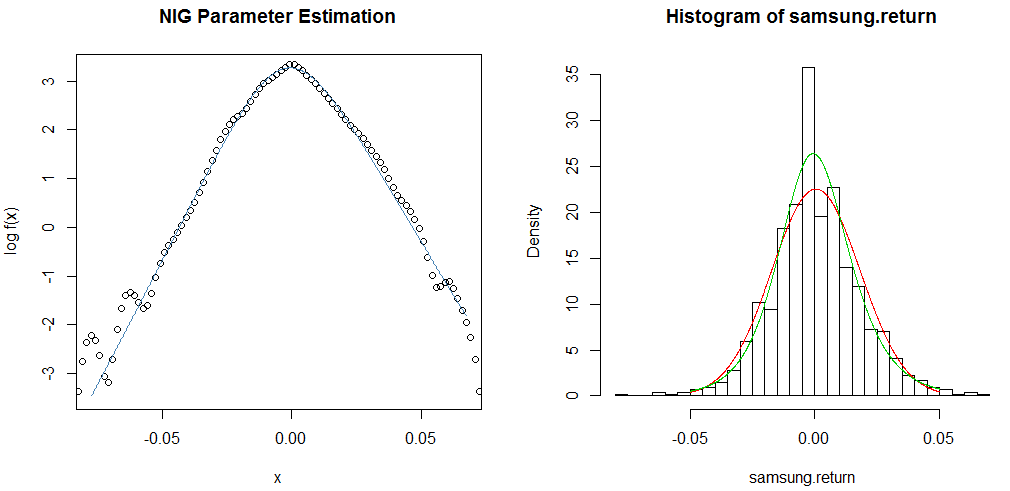 NIG Parameter Estimation
log f(x)
3
2
1
0
-1
-2
-3
-0.05 0.00 0.05
x
Histogram of samsung.return
Density
35
30
25
20
15
10
5
0
-0.05 0.00 0.05
samsung.return